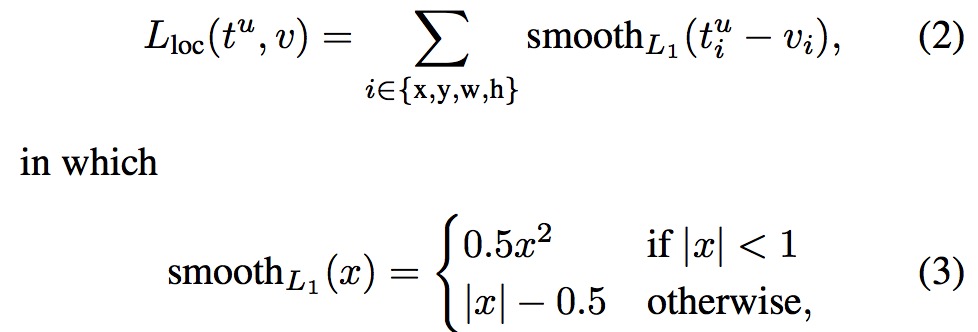 L_loc(t^u, v) = ∑_{i∈{x,y,w,h}} smooth_{L_1}(t_i^u − v_i), (2)
in which
smooth_{L_1}(x) = { 0.5x^2 if |x| < 1
|x| − 0.5 otherwise, (3)